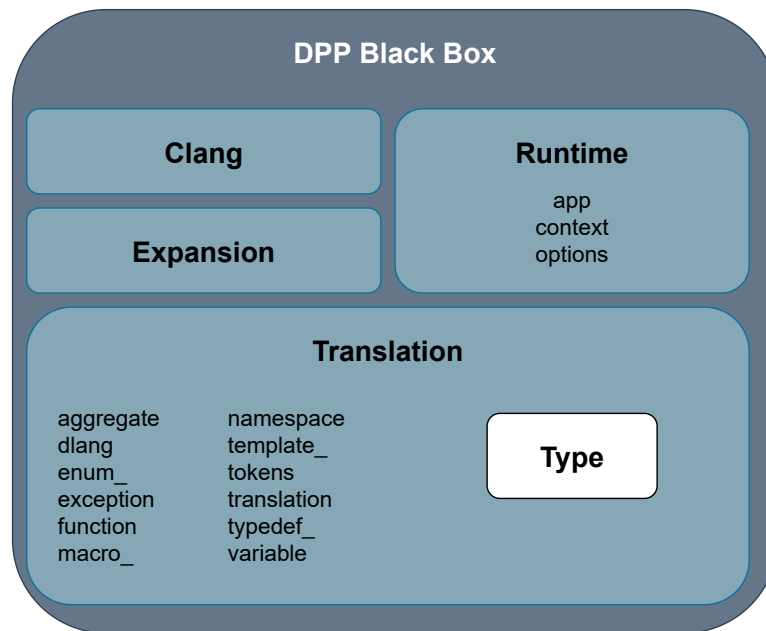 DPP Black Box
Clang
Runtime
app
context
options
Expansion
Translation
aggregate
dlang
enum_
exception
function
macro_
namespace
template_
tokens
translation
typedef_
variable
Type